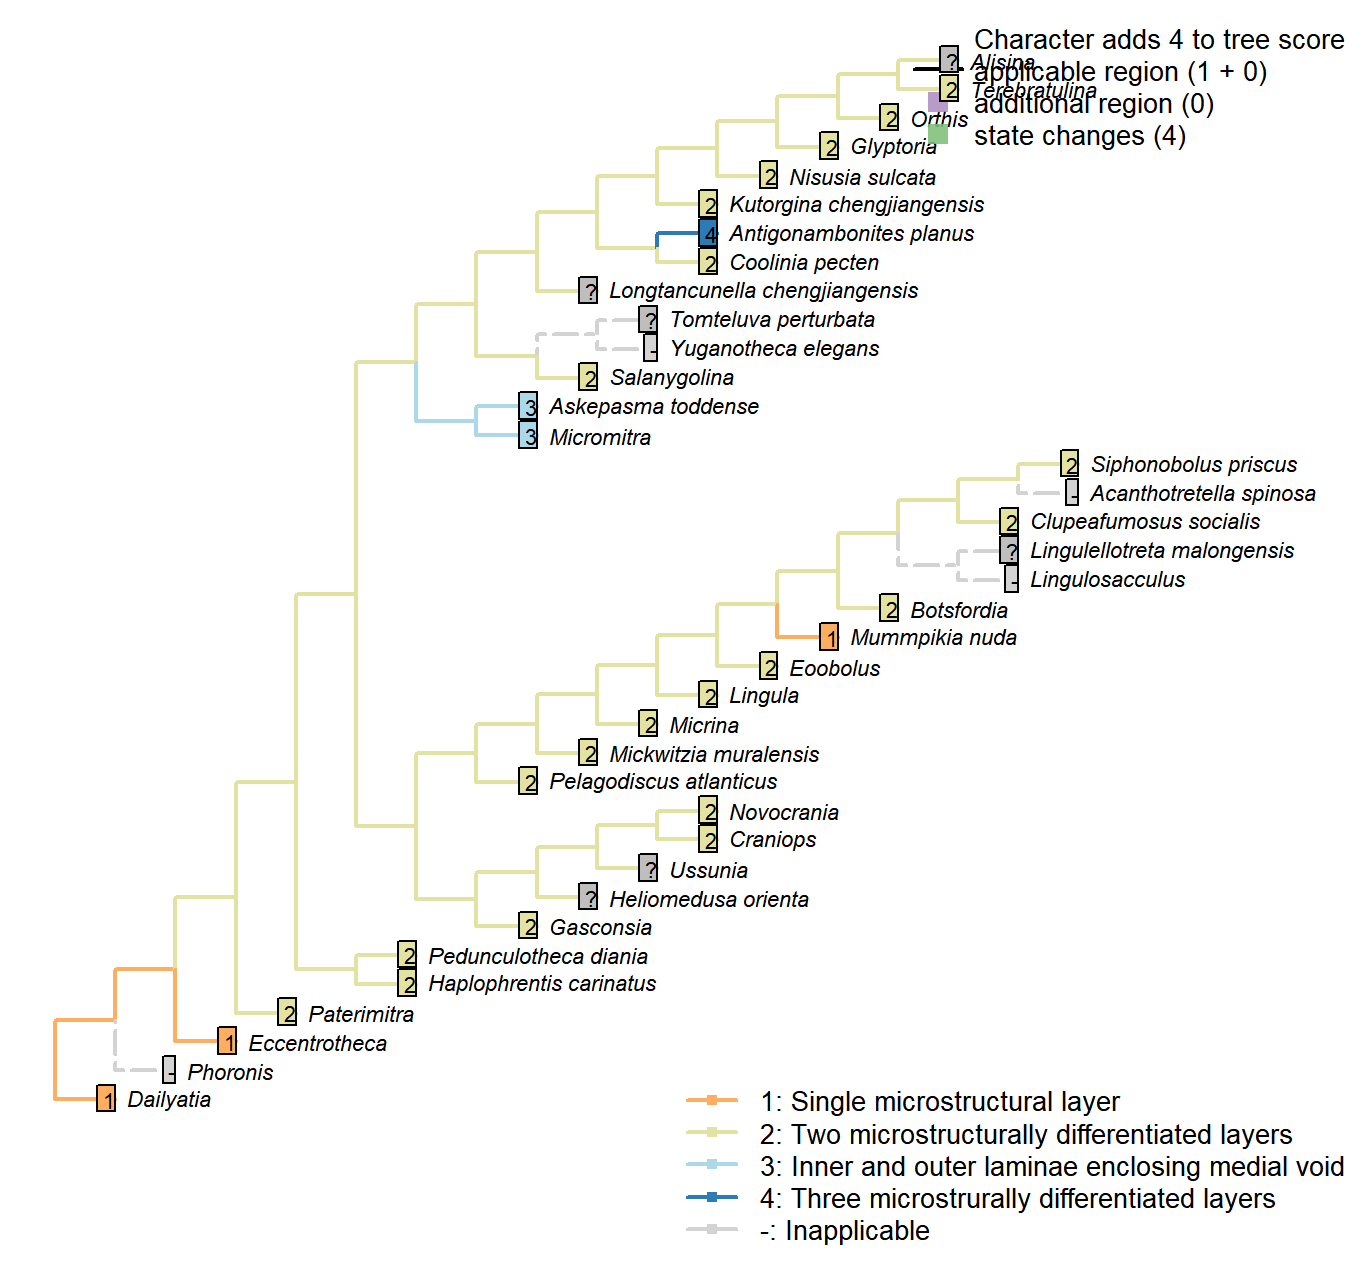 Character adds 4 to tree score
? Alisina
applicable region (1 + 0)
2 Terebratulina
additional region (0)
2 Orthis
state changes (4)
2 Glyptoria
2 Nisusia sulcata
2 Kutorgina chengjiangensis
4 Antigonambonites planus
2 Coolinia pecten
? Longtancunella chengjiangensis
? Tomteluva perturbata
- Yuganotheca elegans
2 Salanygolina
3 Askepasma toddense
3 Micromitra
2 Siphonobolus priscus
- Acanthotretella spinosa
2 Clupeafumosus socialis
? Lingulellotreta malongensis
- Lingulosacculus
2 Botsfordia
1 Mummpikia nuda
2 Eoobolus
2 Lingula
2 Micrina
2 Mickwitzia muralensis
2 Pelagodiscus atlanticus
2 Novocrania
2 Craniops
? Ussunia
? Heliomedusa orienta
2 Gasconsia
2 Pedunculotheca diania
2 Haplophrentis carinatus
2 Paterimitra
1 Eccentrotheca
- Phoronis
1 Dailyatia
1: Single microstructural layer
2: Two microstructurally differentiated layers
3: Inner and outer laminae enclosing medial void
4: Three microstrurally differentiated layers
-: Inapplicable